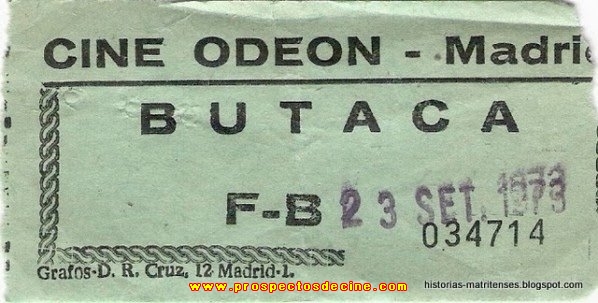 CINE ODEON - Madri
BUTACA
F-B 23 SET. 1973
034714
Grafos-D. R. Cruz, 12-Madrid-1.
www.prospectosdecine.com
historias-matritenses.blogspot.com